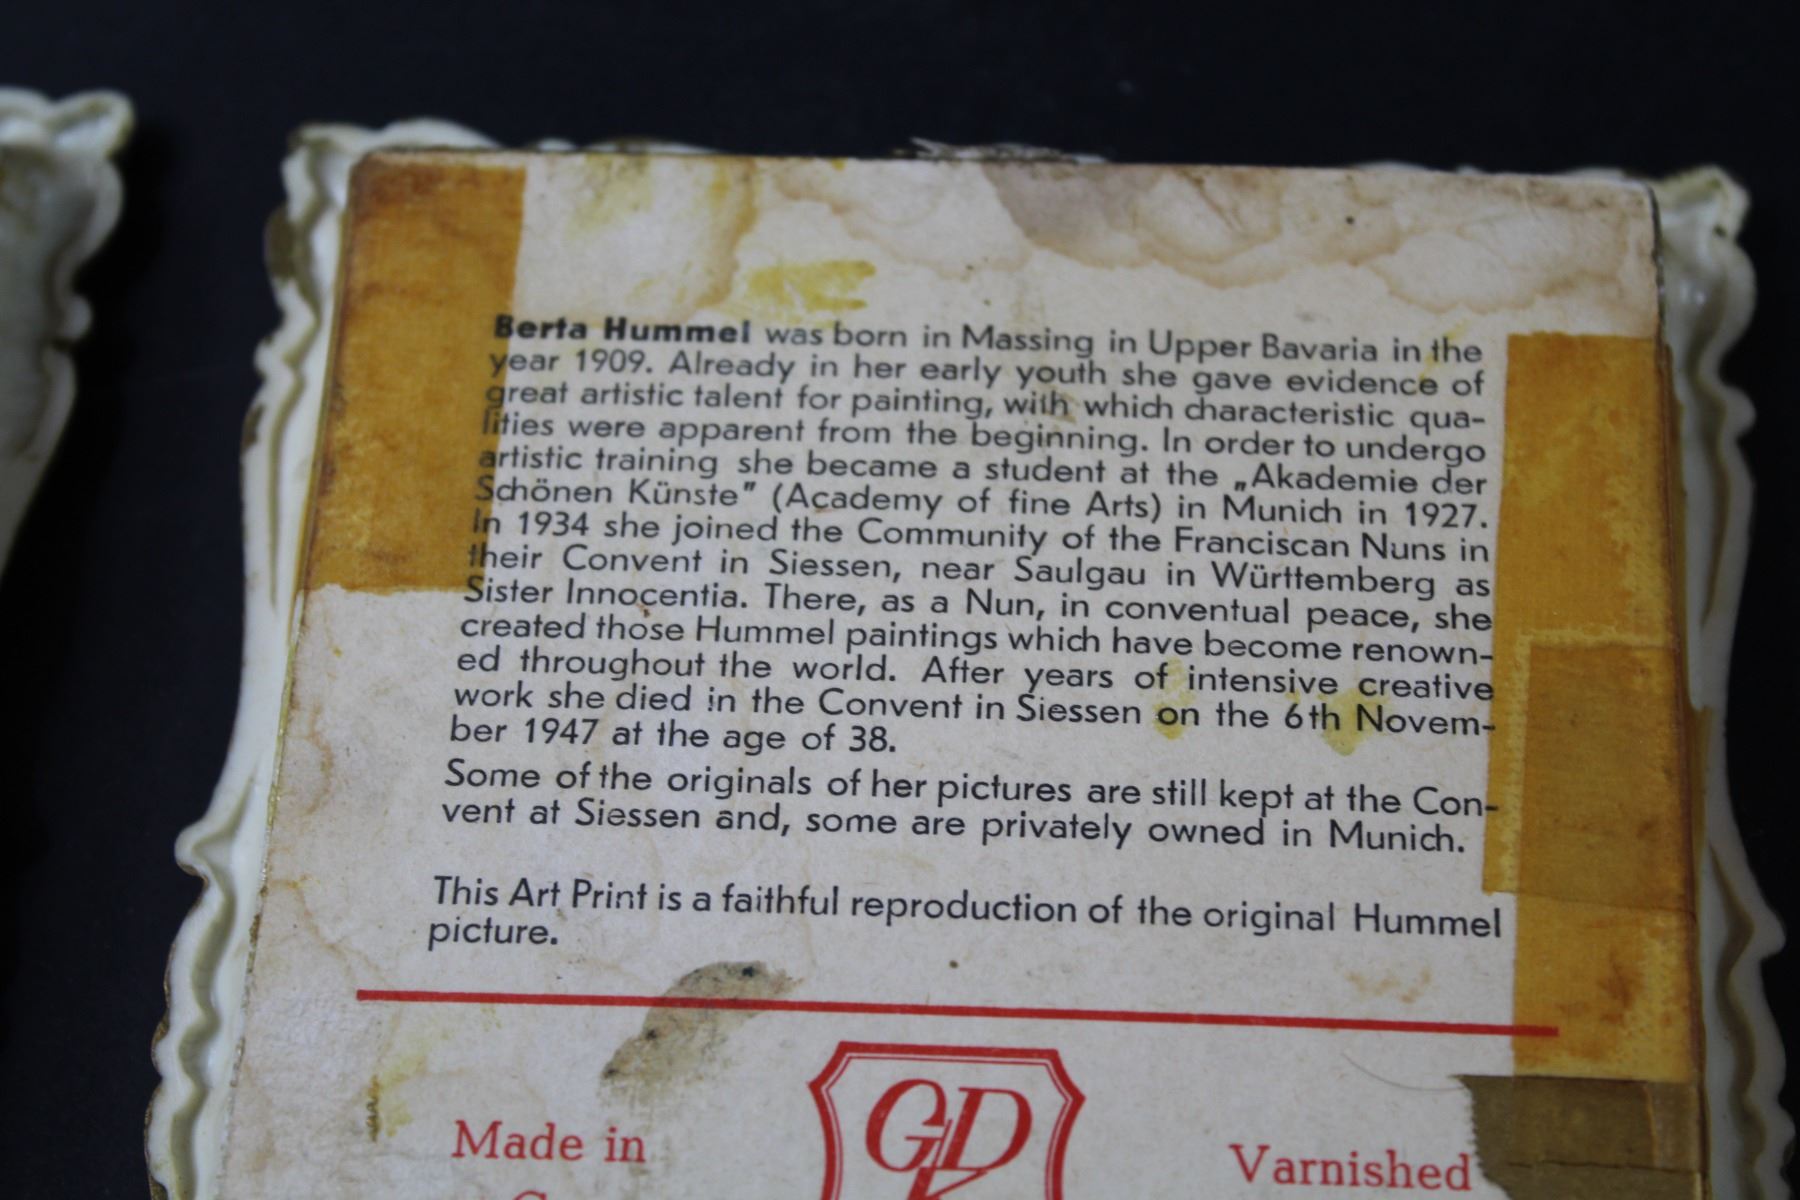 Berta Hummel was born in Massing in Upper Bavaria in the
year 1909. Already in her early youth she gave evidence of
great artistic talent for painting, with which characteristic qua-
lities were apparent from the beginning. In order to undergo
artistic training she became a student at the „Akademie der
Schönen Künste" (Academy of fine Arts) in Munich in 1927.
In 1934 she joined the Community of the Franciscan Nuns in
their Convent in Siessen, near Saulgau in Württemberg as
Sister Innocentia. There, as a Nun, in conventual peace, she
created those Hummel paintings which have become renown-
ed throughout the world. After years of intensive creative
work she died in the Convent in Siessen on the 6th Novem-
ber 1947 at the age of 38.
Some of the originals of her pictures are still kept at the Con-
vent at Siessen and, some are privately owned in Munich.
This Art Print is a faithful reproduction of the original Hummel
picture.
Made in
GDK
Varnished